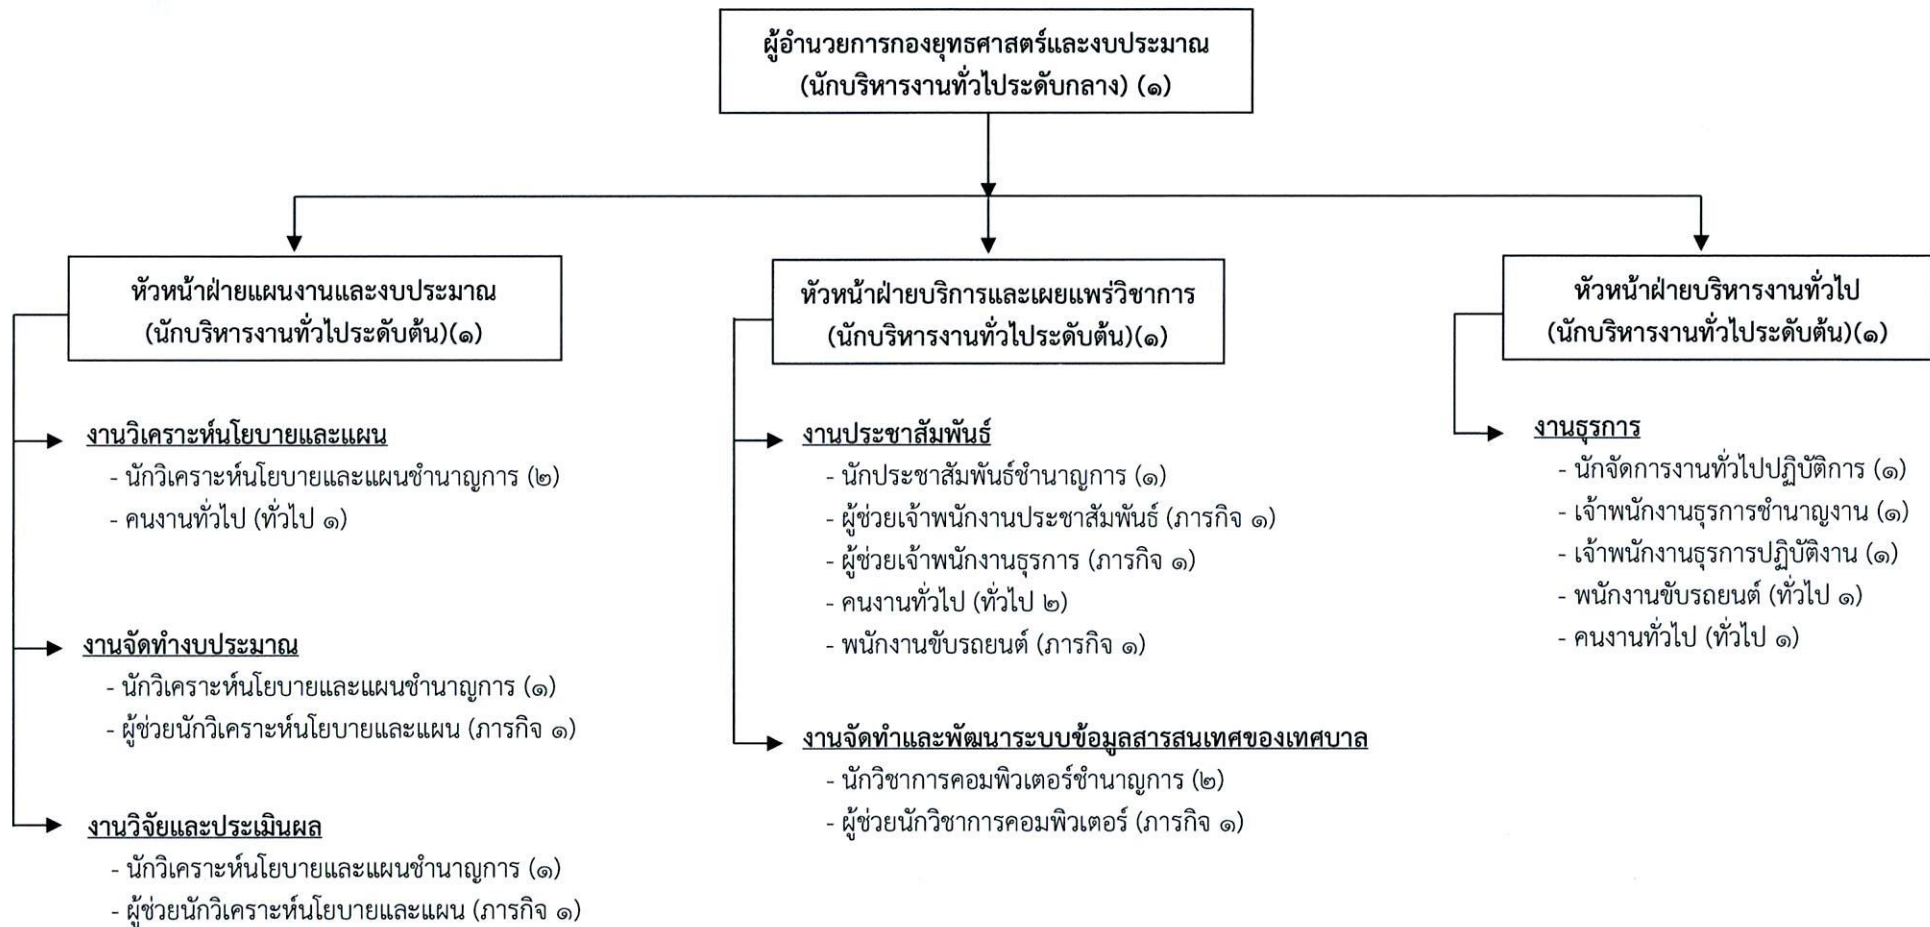 ผู้อำนวยการกองยุทธศาสตร์และงบประมาณ
(นักบริหารงานทั่วไประดับกลาง) (๑)
หัวหน้าฝ่ายแผนงานและงบประมาณ
(นักบริหารงานทั่วไประดับต้น)(๑)
งานวิเคราะห์นโยบายและแผน
- นักวิเคราะห์นโยบายและแผนชำนาญการ (๒)
- คนงานทั่วไป (ทั่วไป ๑)
งานจัดทำงบประมาณ
- นักวิเคราะห์นโยบายและแผนชำนาญการ (๑)
- ผู้ช่วยนักวิเคราะห์นโยบายและแผน (ภารกิจ ๑)
งานวิจัยและประเมินผล
- นักวิเคราะห์นโยบายและแผนชำนาญการ (๑)
- ผู้ช่วยนักวิเคราะห์นโยบายและแผน (ภารกิจ ๑)
หัวหน้าฝ่ายบริการและเผยแพร่วิชาการ
(นักบริหารงานทั่วไประดับต้น)(๑)
งานประชาสัมพันธ์
- นักประชาสัมพันธ์ชำนาญการ (๑)
- ผู้ช่วยเจ้าพนักงานประชาสัมพันธ์ (ภารกิจ ๑)
- ผู้ช่วยเจ้าพนักงานธุรการ (ภารกิจ ๑)
- คนงานทั่วไป (ทั่วไป ๒)
- พนักงานขับรถยนต์ (ภารกิจ ๑)
งานจัดทำและพัฒนาระบบข้อมูลสารสนเทศของเทศบาล
- นักวิชาการคอมพิวเตอร์ชำนาญการ (๒)
- ผู้ช่วยนักวิชาการคอมพิวเตอร์ (ภารกิจ ๑)
หัวหน้าฝ่ายบริหารงานทั่วไป
(นักบริหารงานทั่วไประดับต้น)(๑)
งานธุรการ
- นักจัดการงานทั่วไปปฏิบัติการ (๑)
- เจ้าพนักงานธุรการชำนาญงาน (๑)
- เจ้าพนักงานธุรการปฏิบัติงาน (๑)
- พนักงานขับรถยนต์ (ทั่วไป ๑)
- คนงานทั่วไป (ทั่วไป ๑)